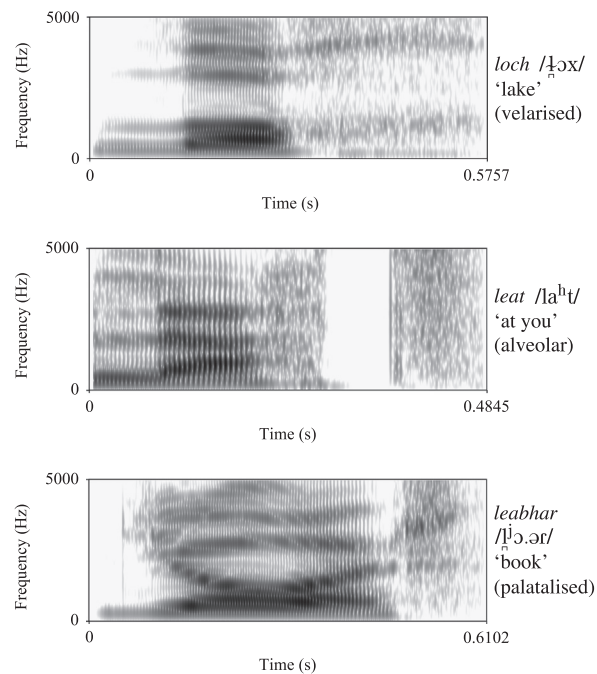 5000
Frequency (Hz)
0
0
0.5757
Time (s)
loch /ɫ̪ɔx/
‘lake’
(velarised)
5000
Frequency (Hz)
0
0
0.4845
Time (s)
leat /laʰt/
‘at you’
(alveolar)
5000
Frequency (Hz)
0
0
0.6102
Time (s)
leabhar
/l̪ʲɔ.əɾ/
‘book’
(palatalised)